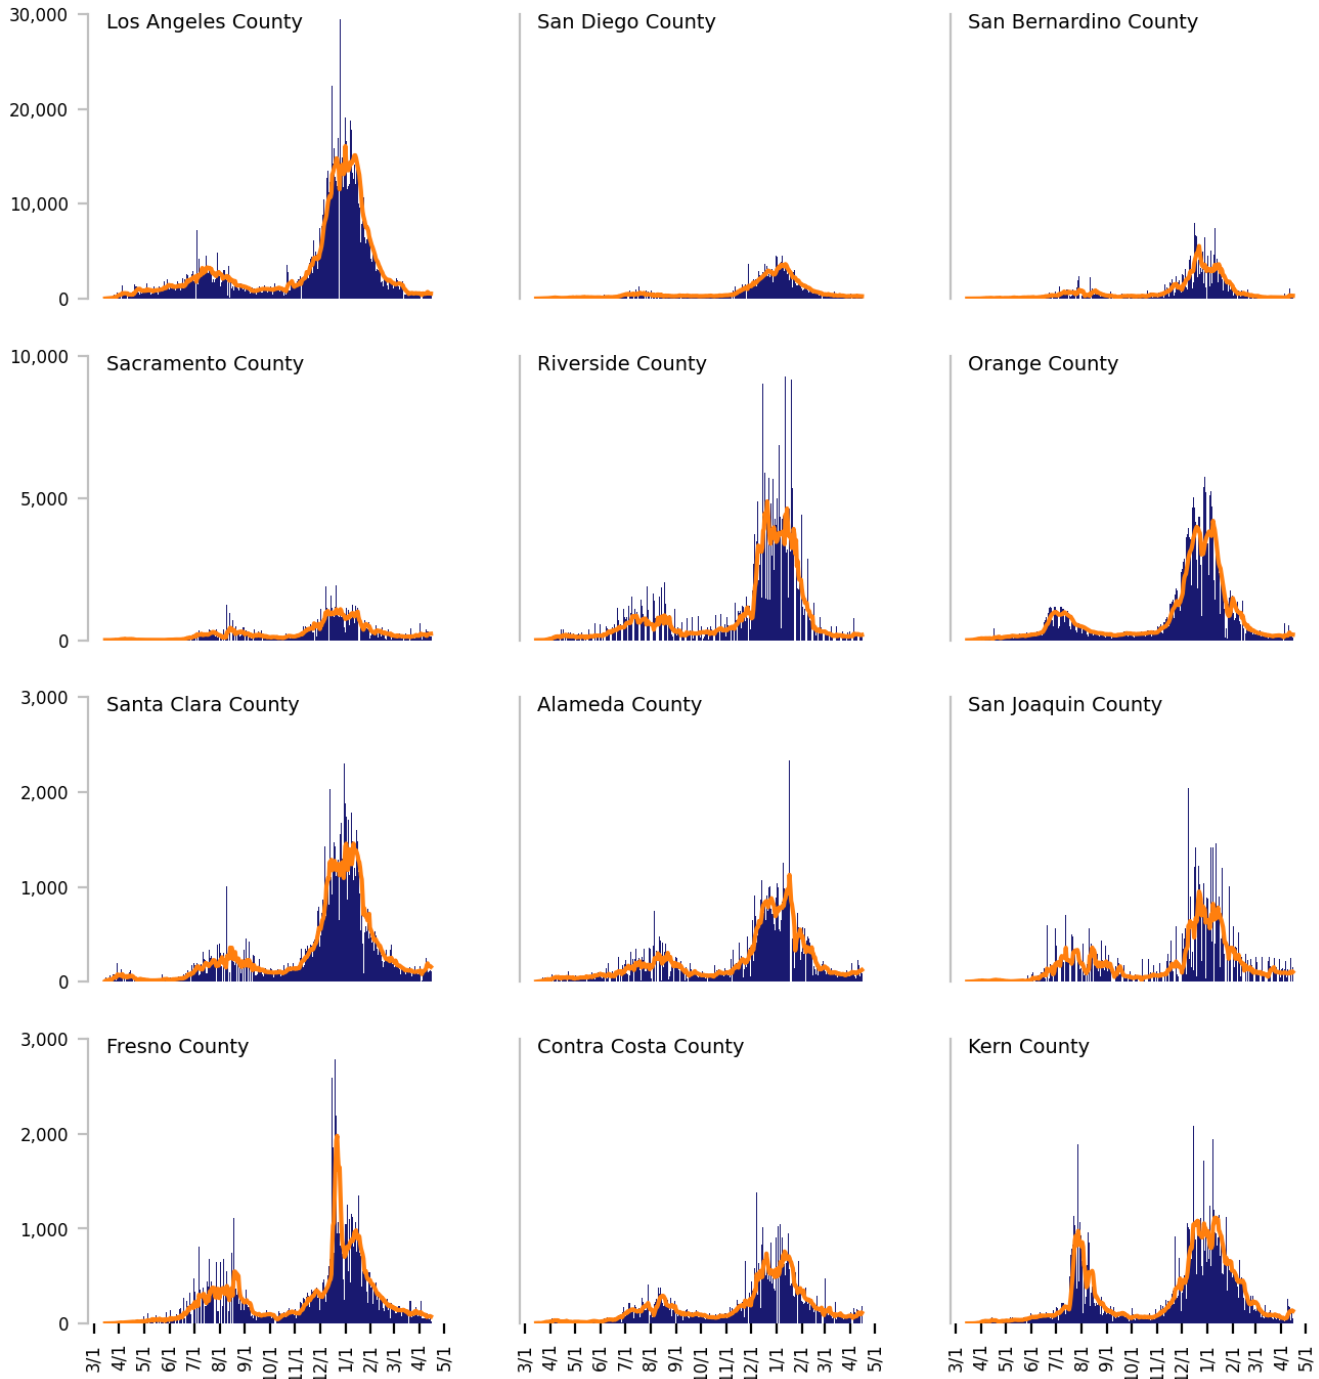 30,000 Los Angeles County San Diego County San Bernardino County
20,000
10,000
0
10,000 Sacramento County Riverside County Orange County
5,000
0
3,000 Santa Clara County Alameda County San Joaquin County
2,000
1,000
0
3,000 Fresno County Contra Costa County Kern County
2,000
1,000
0
3/1 4/1 5/1 6/1 7/1 8/1 9/1 10/1 11/1 12/1 1/1 2/1 3/1 4/1 5/1 3/1 4/1 5/1 6/1 7/1 8/1 9/1 10/1 11/1 12/1 1/1 2/1 3/1 4/1 5/1 3/1 4/1 5/1 6/1 7/1 8/1 9/1 10/1 11/1 12/1 1/1 2/1 3/1 4/1 5/1